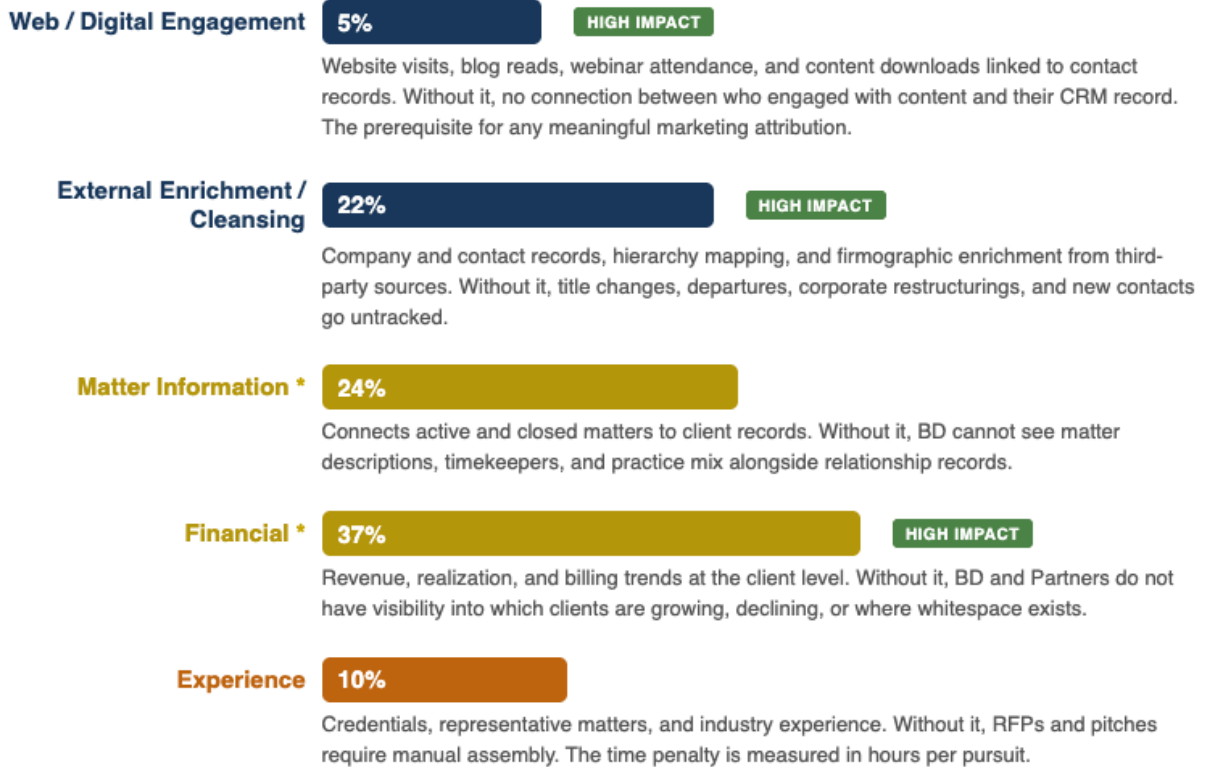 Web / Digital Engagement
5%
HIGH IMPACT
Website visits, blog reads, webinar attendance, and content downloads linked to contact
records. Without it, no connection between who engaged with content and their CRM record.
The prerequisite for any meaningful marketing attribution.
External Enrichment /
Cleansing
22%
HIGH IMPACT
Company and contact records, hierarchy mapping, and firmographic enrichment from third-
party sources. Without it, title changes, departures, corporate restructurings, and new contacts
go untracked.
Matter Information *
24%
Connects active and closed matters to client records. Without it, BD cannot see matter
descriptions, timekeepers, and practice mix alongside relationship records.
Financial *
37%
HIGH IMPACT
Revenue, realization, and billing trends at the client level. Without it, BD and Partners do not
have visibility into which clients are growing, declining, or where whitespace exists.
Experience
10%
Credentials, representative matters, and industry experience. Without it, RFPs and pitches
require manual assembly. The time penalty is measured in hours per pursuit.